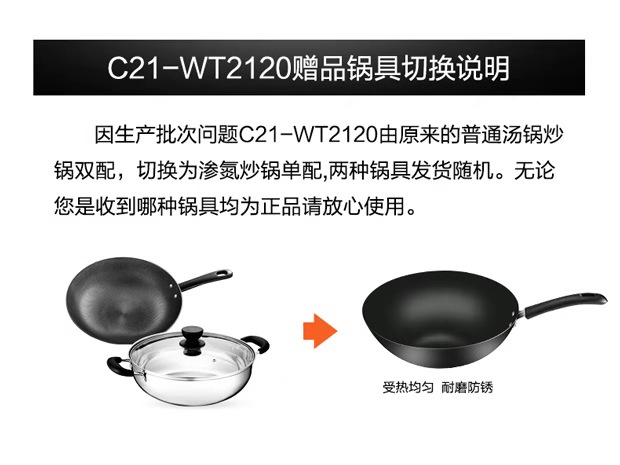 C21-WT2120赠品锅具切换说明
因生产批次问题C21-WT2120由原来的普通汤锅炒
锅双配，切换为渗氮炒锅单配,两种锅具发货随机。无论
您是收到哪种锅具均为正品请放心使用。
受热均匀 耐磨防锈